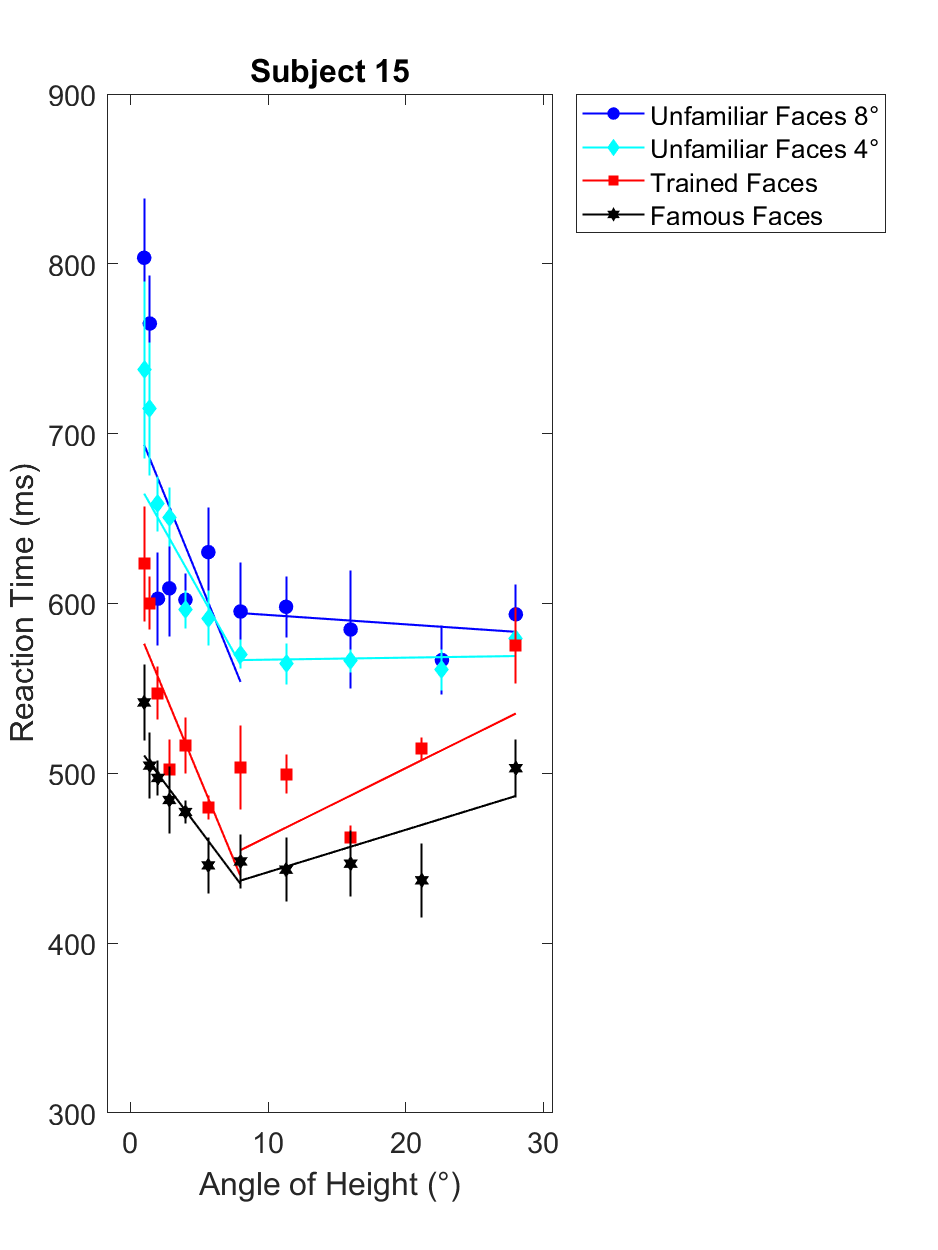 Subject 15
900
800
700
600
500
400
300
0 10 20 30
Reaction Time (ms)
Angle of Height (°)
Unfamiliar Faces 8°
Unfamiliar Faces 4°
Trained Faces
Famous Faces